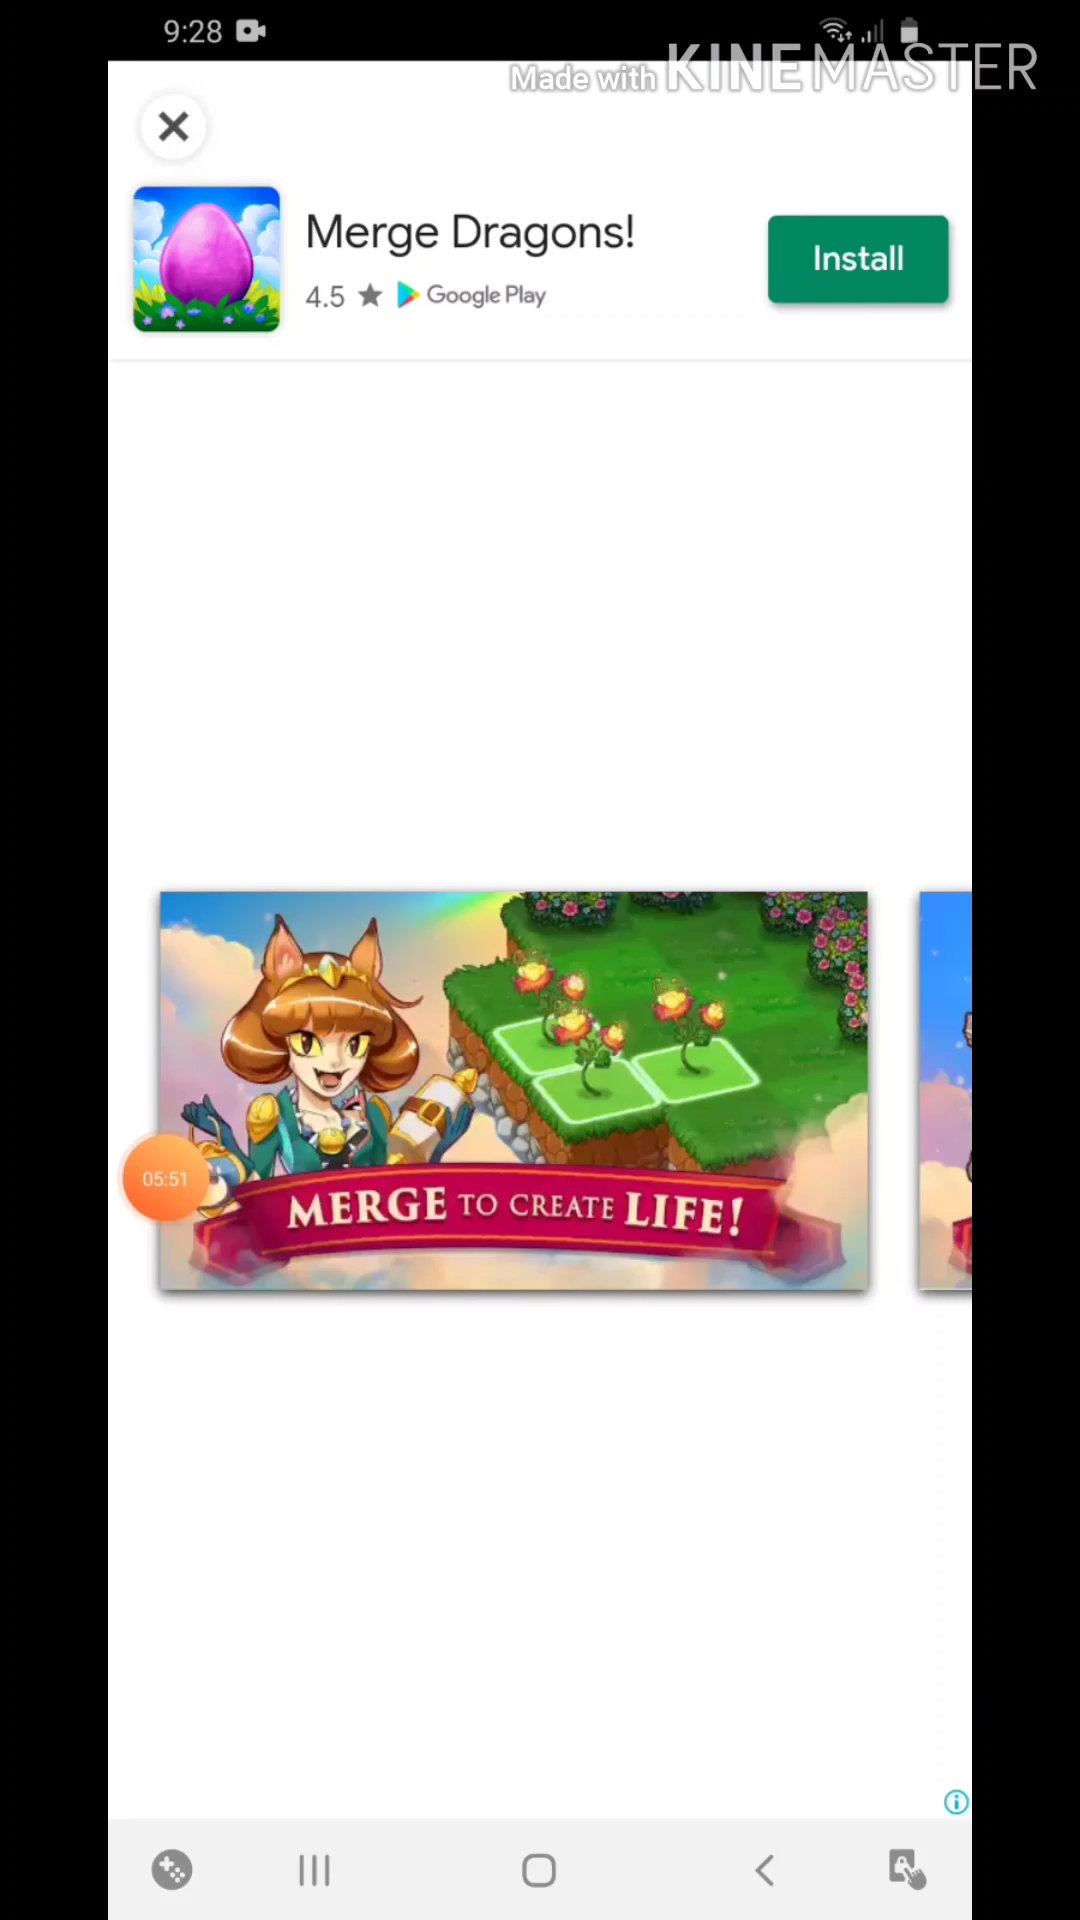 9:28
Made with KINEMASTER
Merge Dragons!
4.5 Google Play
Install
05:51
MERGE TO CREATE LIFE!